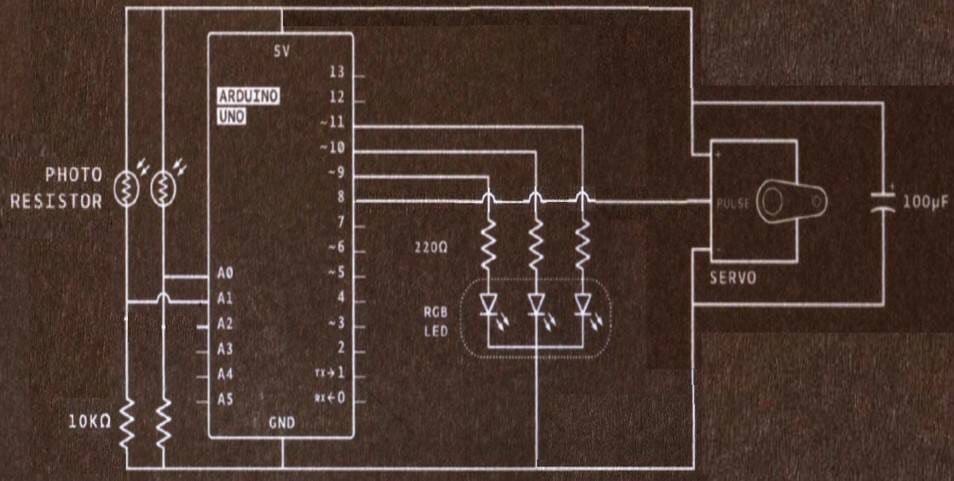 5V
13
ARDUINO
UNO
12
~11
~10
~9
8
7
~6
~5
4
~3
2
TX→1
RX←0
A0
A1
A2
A3
A4
A5
GND
PHOTO
RESISTOR
10KΩ
220Ω
RGB
LED
+
PULSE
-
SERVO
+
100µF